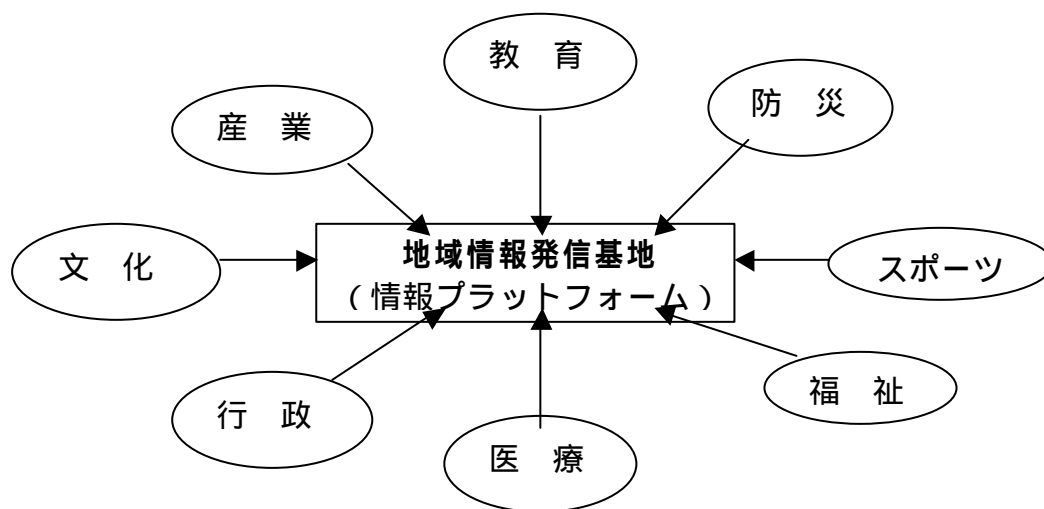 教　育
防　災
産　業
地域情報発信基地
（情報プラットフォーム）
文　化
スポーツ
行　政
福　祉
医　療